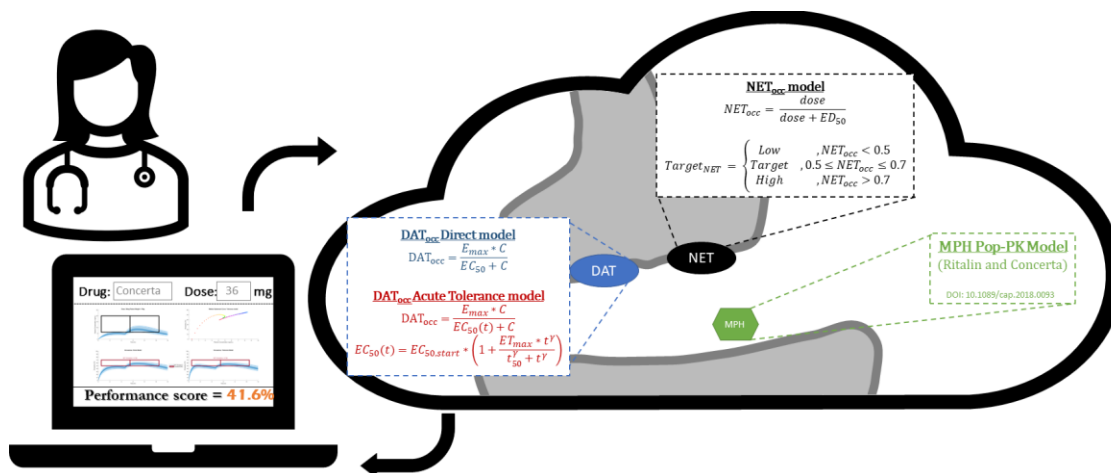 NETocc model
NETocc = dose / (dose + ED50)
TargetNET = { Low , NETocc < 0.5
Target , 0.5 ≤ NETocc ≤ 0.7
High , NETocc > 0.7
DATocc Direct model
DATocc = (Emax * C) / (EC50 + C)
DATocc Acute Tolerance model
DATocc = (Emax * C) / (EC50(t) + C)
EC50(t) = EC50,start * (1 + (ETmax * t^γ) / (t50^γ + t^γ))
DAT
NET
MPH
MPH Pop-PK Model
(Ritalin and Concerta)
DOI: 10.1089/cap.2018.0093
Drug: Concerta Dose: 36 mg
Performance score = 41.6%